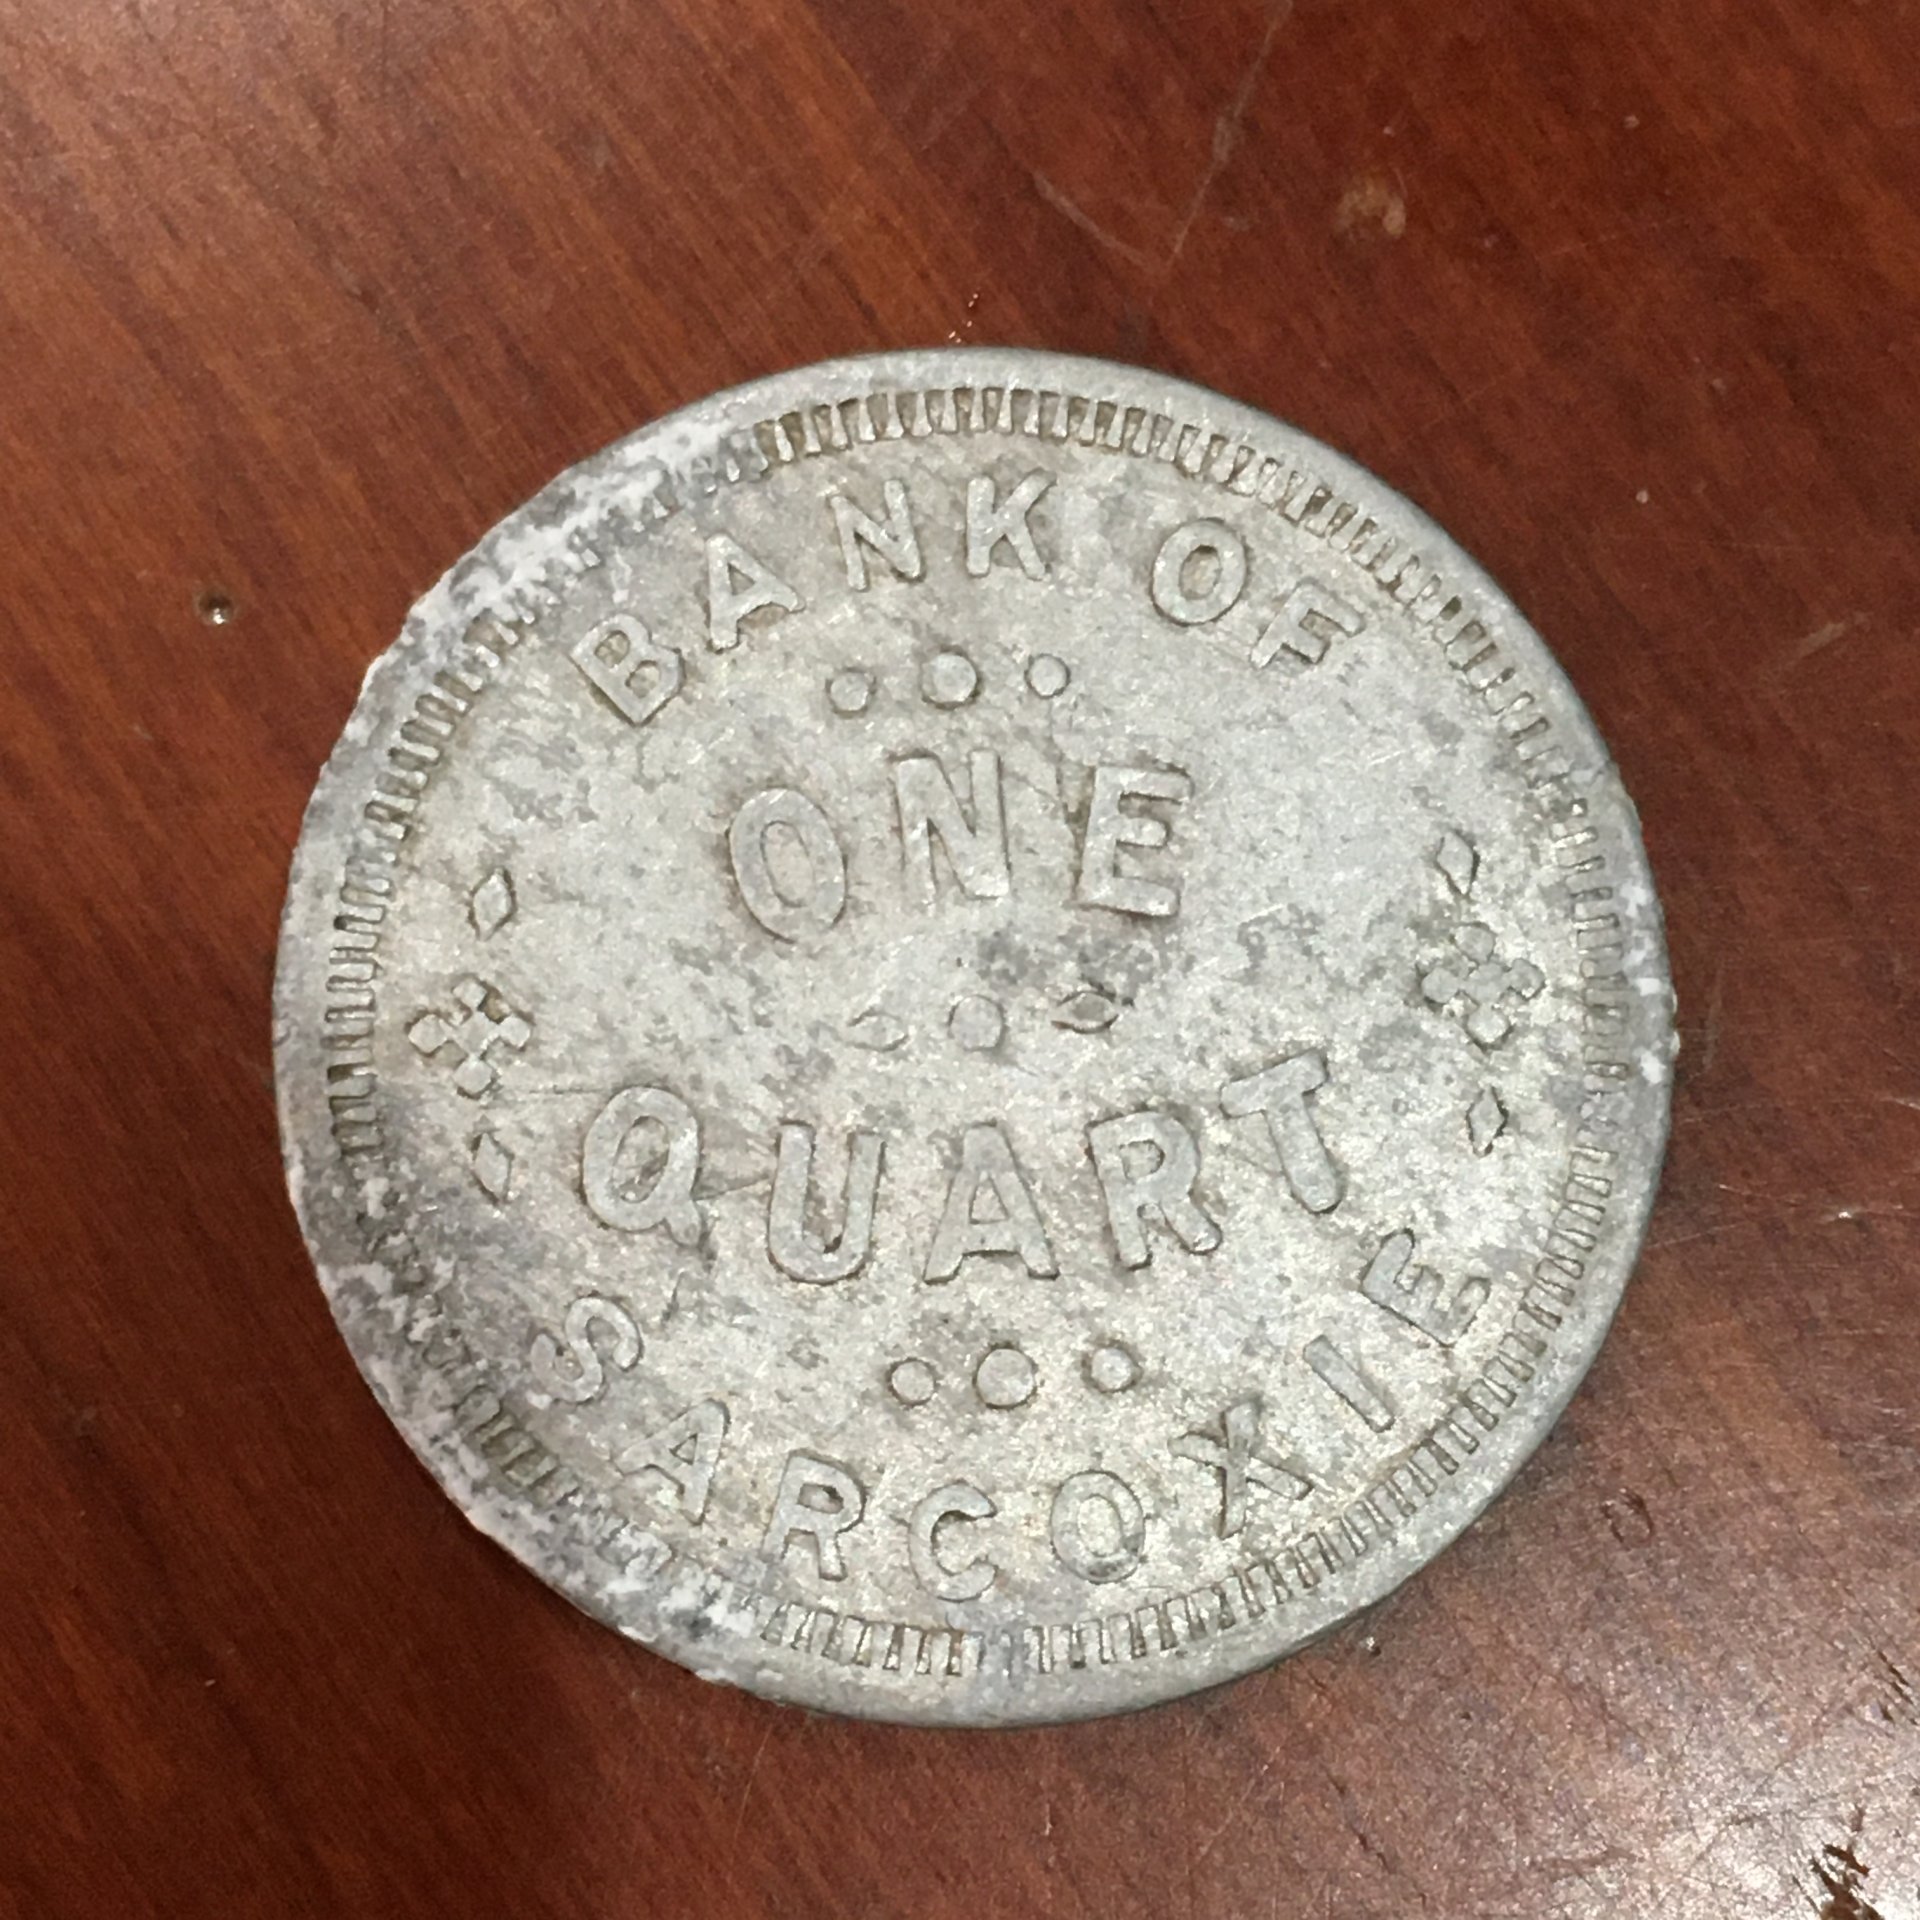 BANK OF
ONE
QUART
SARCOXIE